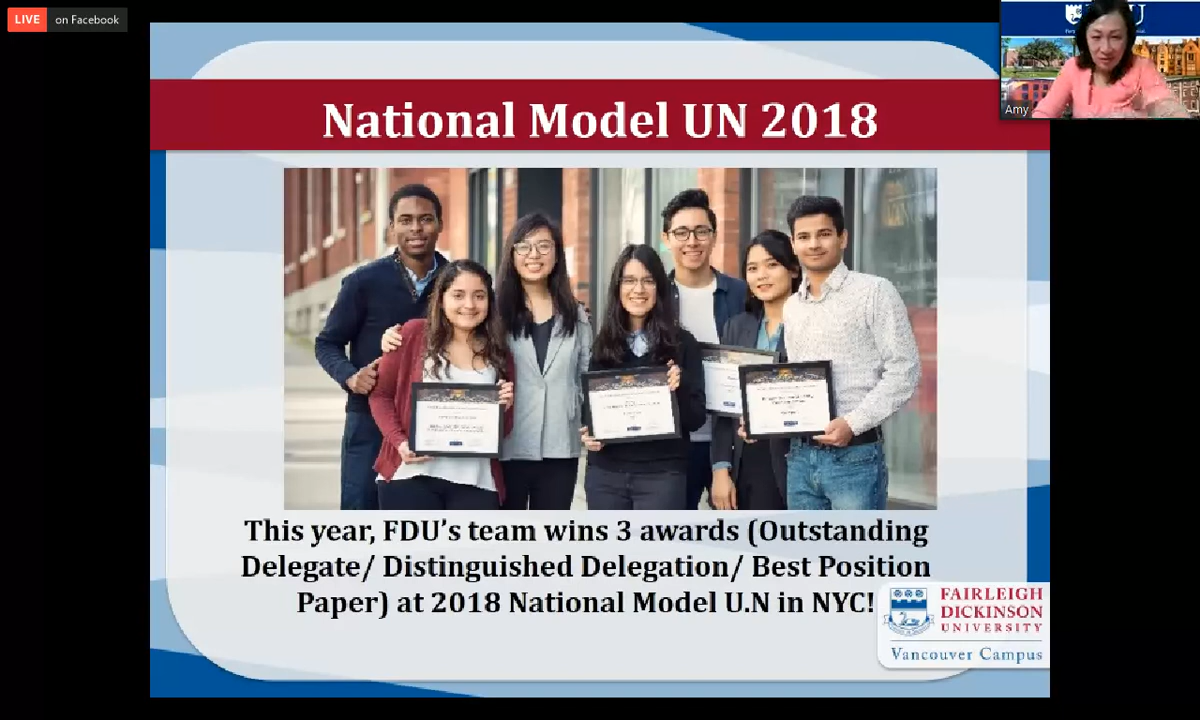 LIVE on Facebook
Amy
National Model UN 2018
This year, FDU's team wins 3 awards (Outstanding
Delegate/ Distinguished Delegation/ Best Position
Paper) at 2018 National Model U.N in NYC!
FAIRLEIGH
DICKINSON
UNIVERSITY
Vancouver Campus